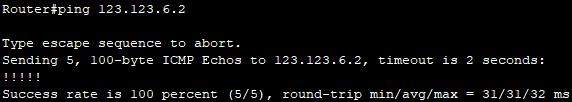 Router#ping 123.123.6.2
Type escape sequence to abort.
Sending 5, 100-byte ICMP Echos to 123.123.6.2, timeout is 2 seconds:
!!!!!
Success rate is 100 percent (5/5), round-trip min/avg/max = 31/31/32 ms